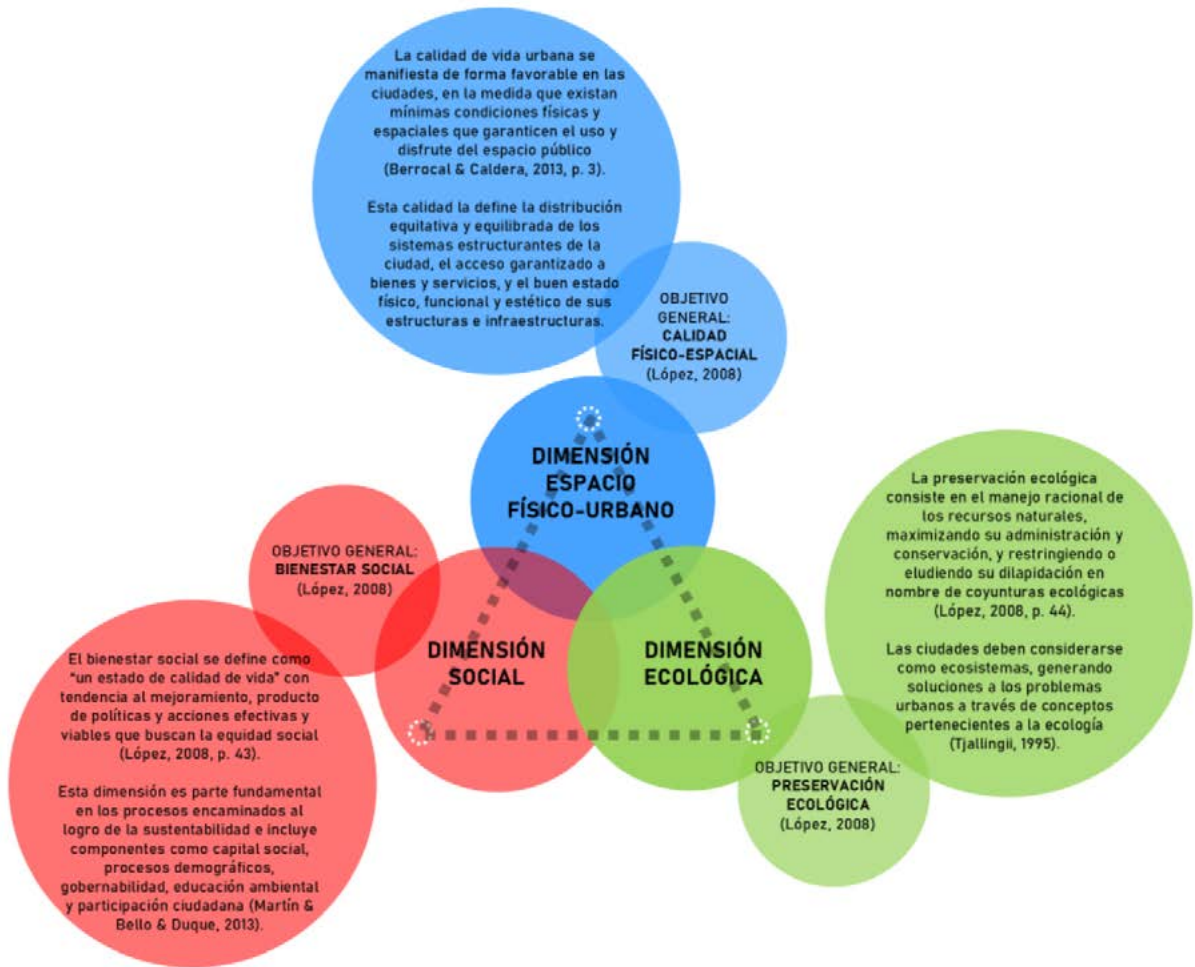 La calidad de vida urbana se
manifiesta de forma favorable en las
ciudades, en la medida que existan
mínimas condiciones físicas y
espaciales que garanticen el uso y
disfrute del espacio público
(Berrocal & Caldera, 2013, p. 3).
Esta calidad la define la distribución
equitativa y equilibrada de los
sistemas estructurantes de la
ciudad, el acceso garantizado a
bienes y servicios, y el buen estado
físico, funcional y estético de sus
estructuras e infraestructuras.
OBJETIVO
GENERAL:
CALIDAD
FÍSICO-ESPACIAL
(López, 2008)
DIMENSIÓN
ESPACIO
FÍSICO-URBANO
OBJETIVO GENERAL:
BIENESTAR SOCIAL
(López, 2008)
DIMENSIÓN
SOCIAL
El bienestar social se define como
"un estado de calidad de vida" con
tendencia al mejoramiento, producto
de políticas y acciones efectivas y
viables que buscan la equidad social
(López, 2008, p. 43).
Esta dimensión es parte fundamental
en los procesos encaminados al
logro de la sustentabilidad e incluye
componentes como capital social,
procesos demográficos,
gobernabilidad, educación ambiental
y participación ciudadana (Martín &
Bello & Duque, 2013).
DIMENSIÓN
ECOLÓGICA
La preservación ecológica
consiste en el manejo racional de
los recursos naturales,
maximizando su administración y
conservación, y restringiendo o
eludiendo su dilapidación en
nombre de coyunturas ecológicas
(López, 2008, p. 44).
Las ciudades deben considerarse
como ecosistemas, generando
soluciones a los problemas
urbanos a través de conceptos
pertenecientes a la ecología
(Tjallingii, 1995).
OBJETIVO GENERAL:
PRESERVACIÓN
ECOLÓGICA
(López, 2008)